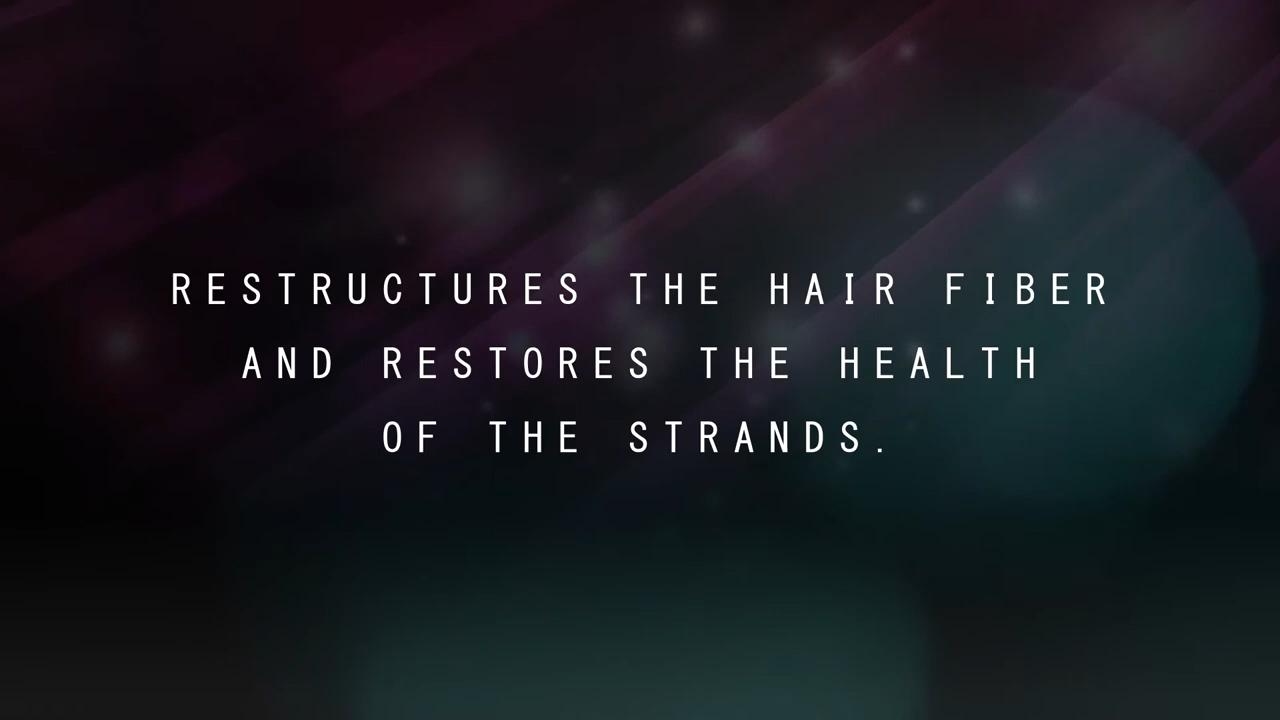 RESTRUCTURES THE HAIR FIBER
AND RESTORES THE HEALTH
OF THE STRANDS.